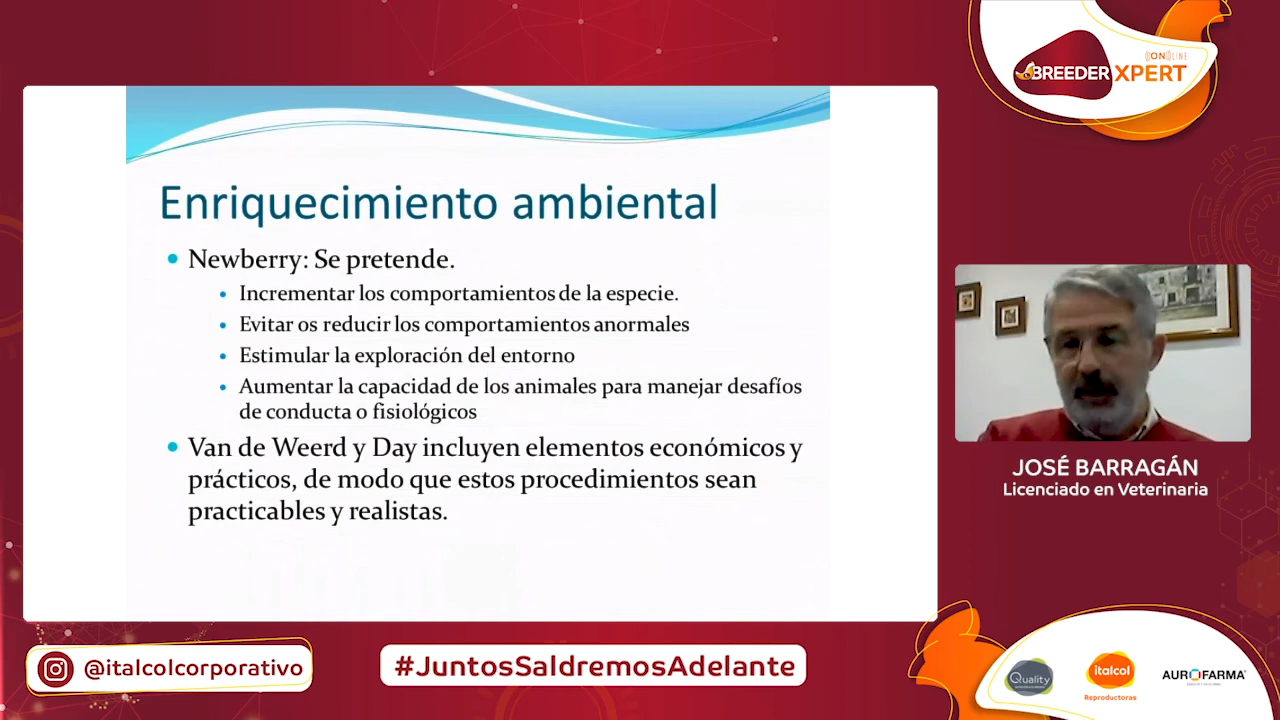 ((ON))LINE
BREEDER XPERT
Enriquecimiento ambiental
Newberry: Se pretende.
Incrementar los comportamientos de la especie.
Evitar os reducir los comportamientos anormales
Estimular la exploración del entorno
Aumentar la capacidad de los animales para manejar desafíos
de conducta o fisiológicos
Van de Weerd y Day incluyen elementos económicos y
prácticos, de modo que estos procedimientos sean
practicables y realistas.
JOSÉ BARRAGÁN
Licenciado en Veterinaria
@italcolcorporativo
#JuntosSaldremosAdelante
Quality
italcol
Reproductoras
AUROFARMA